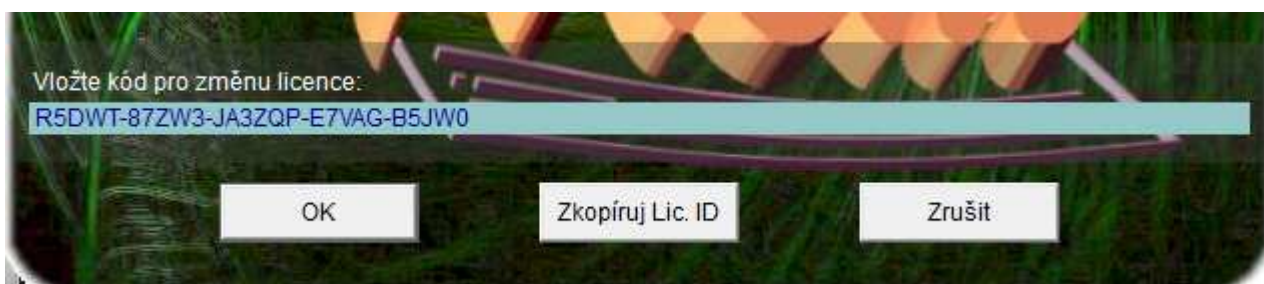 Vložte kód pro změnu licence:
R5DWT-87ZW3-JA3ZQP-E7VAG-B5JW0
OK
Zkopíruj Lic. ID
Zrušit